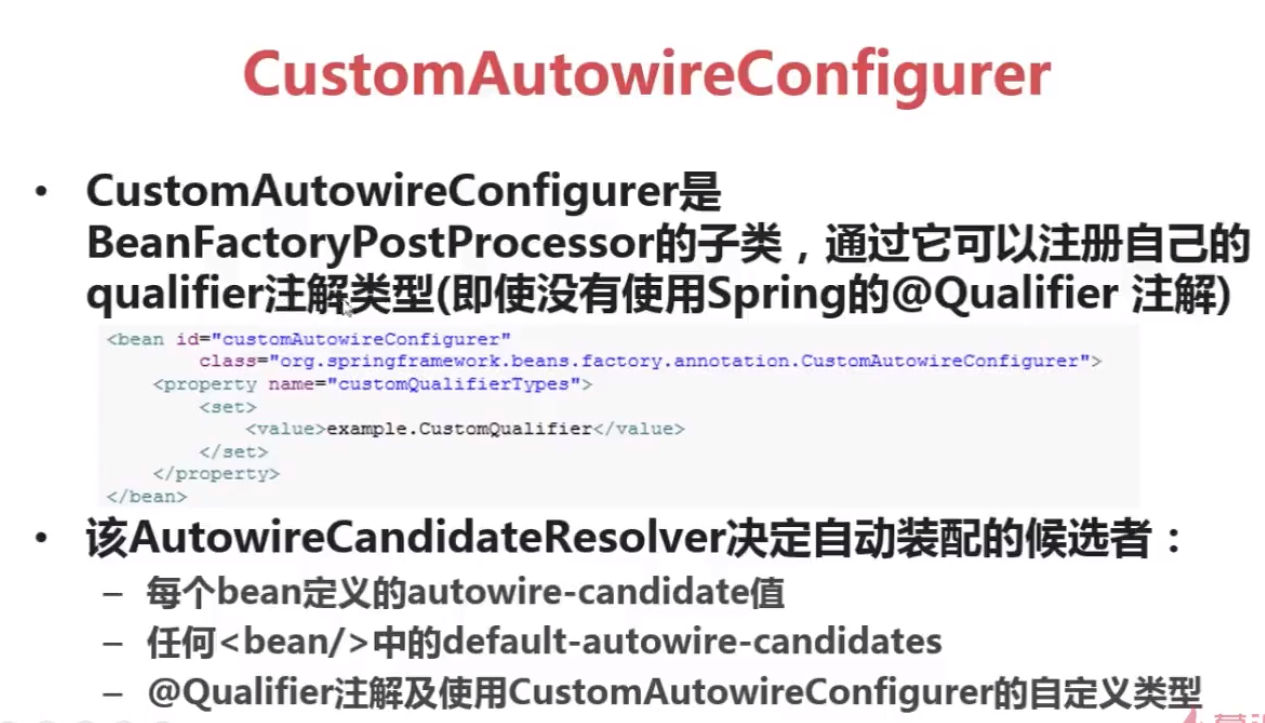 CustomAutowireConfigurer
• CustomAutowireConfigurer是
BeanFactoryPostProcessor的子类，通过它可以注册自己的
qualifier注解类型(即使没有使用Spring的@Qualifier 注解)
<bean id="customAutowireConfigurer"
class="org.springframework.beans.factory.annotation.CustomAutowireConfigurer">
<property name="customQualifierTypes">
<set>
<value>example.CustomQualifier</value>
</set>
</property>
</bean>
• 该AutowireCandidateResolver决定自动装配的候选者：
– 每个bean定义的autowire-candidate值
– 任何<bean/>中的default-autowire-candidates
– @Qualifier注解及使用CustomAutowireConfigurer的自定义类型